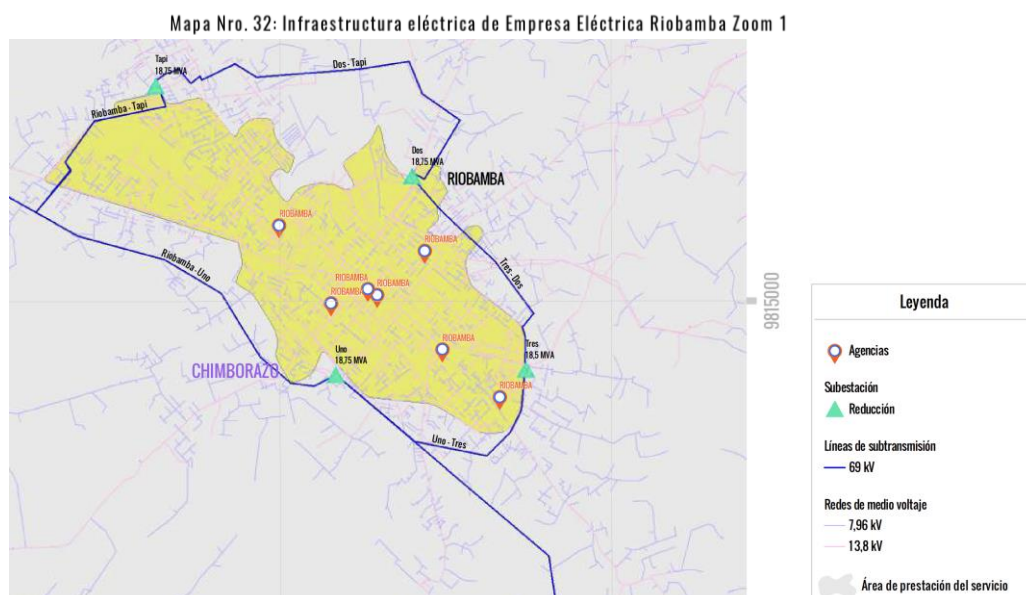 Mapa Nro. 32: Infraestructura eléctrica de Empresa Eléctrica Riobamba Zoom 1
Tapi
18,75 MVA
Dos - Tapi
Riobamba - Tapi
Dos
18,75 MVA
RIOBAMBA
RIOBAMBA
RIOBAMBA
Riobamba - Uno
Tres - Dos
RIOBAMBA
RIOBAMBA
RIOBAMBA
9815000
Uno
18,75 MVA
RIOBAMBA
Tres
18,5 MVA
CHIMBORAZO
RIOBAMBA
Uno - Tres
Leyenda
Agencias
Subestación
Reducción
Líneas de subtransmisión
69 kV
Redes de medio voltaje
7,96 kV
13,8 kV
Área de prestación del servicio